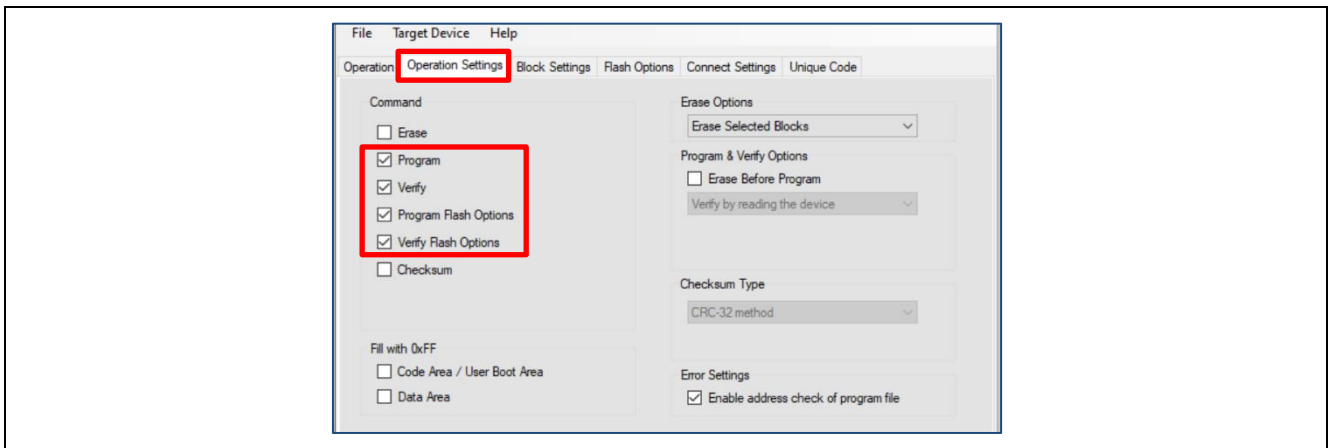 File Target Device Help
Operation Operation Settings Block Settings Flash Options Connect Settings Unique Code
Command
Erase
Program
Verify
Program Flash Options
Verify Flash Options
Checksum
Fill with 0xFF
Code Area / User Boot Area
Data Area
Erase Options
Erase Selected Blocks
Program & Verify Options
Erase Before Program
Verify by reading the device
Checksum Type
CRC-32 method
Error Settings
Enable address check of program file